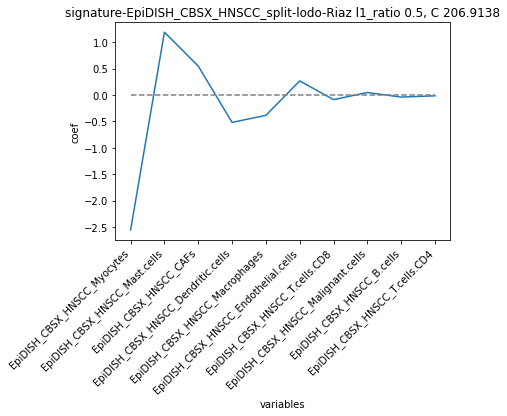 signature-EpiDISH_CBSX_HNSCC_split-lodo-Riaz l1_ratio 0.5, C 206.9138
1.0
0.5
0.0
−0.5
−1.0
−1.5
−2.0
−2.5
coef
EpiDISH_CBSX_HNSCC_Myocytes
EpiDISH_CBSX_HNSCC_Mast.cells
EpiDISH_CBSX_HNSCC_CAFs
EpiDISH_CBSX_HNSCC_Dendritic.cells
EpiDISH_CBSX_HNSCC_Macrophages
EpiDISH_CBSX_HNSCC_Endothelial.cells
EpiDISH_CBSX_HNSCC_T.cells.CD8
EpiDISH_CBSX_HNSCC_Malignant.cells
EpiDISH_CBSX_HNSCC_B.cells
EpiDISH_CBSX_HNSCC_T.cells.CD4
variables